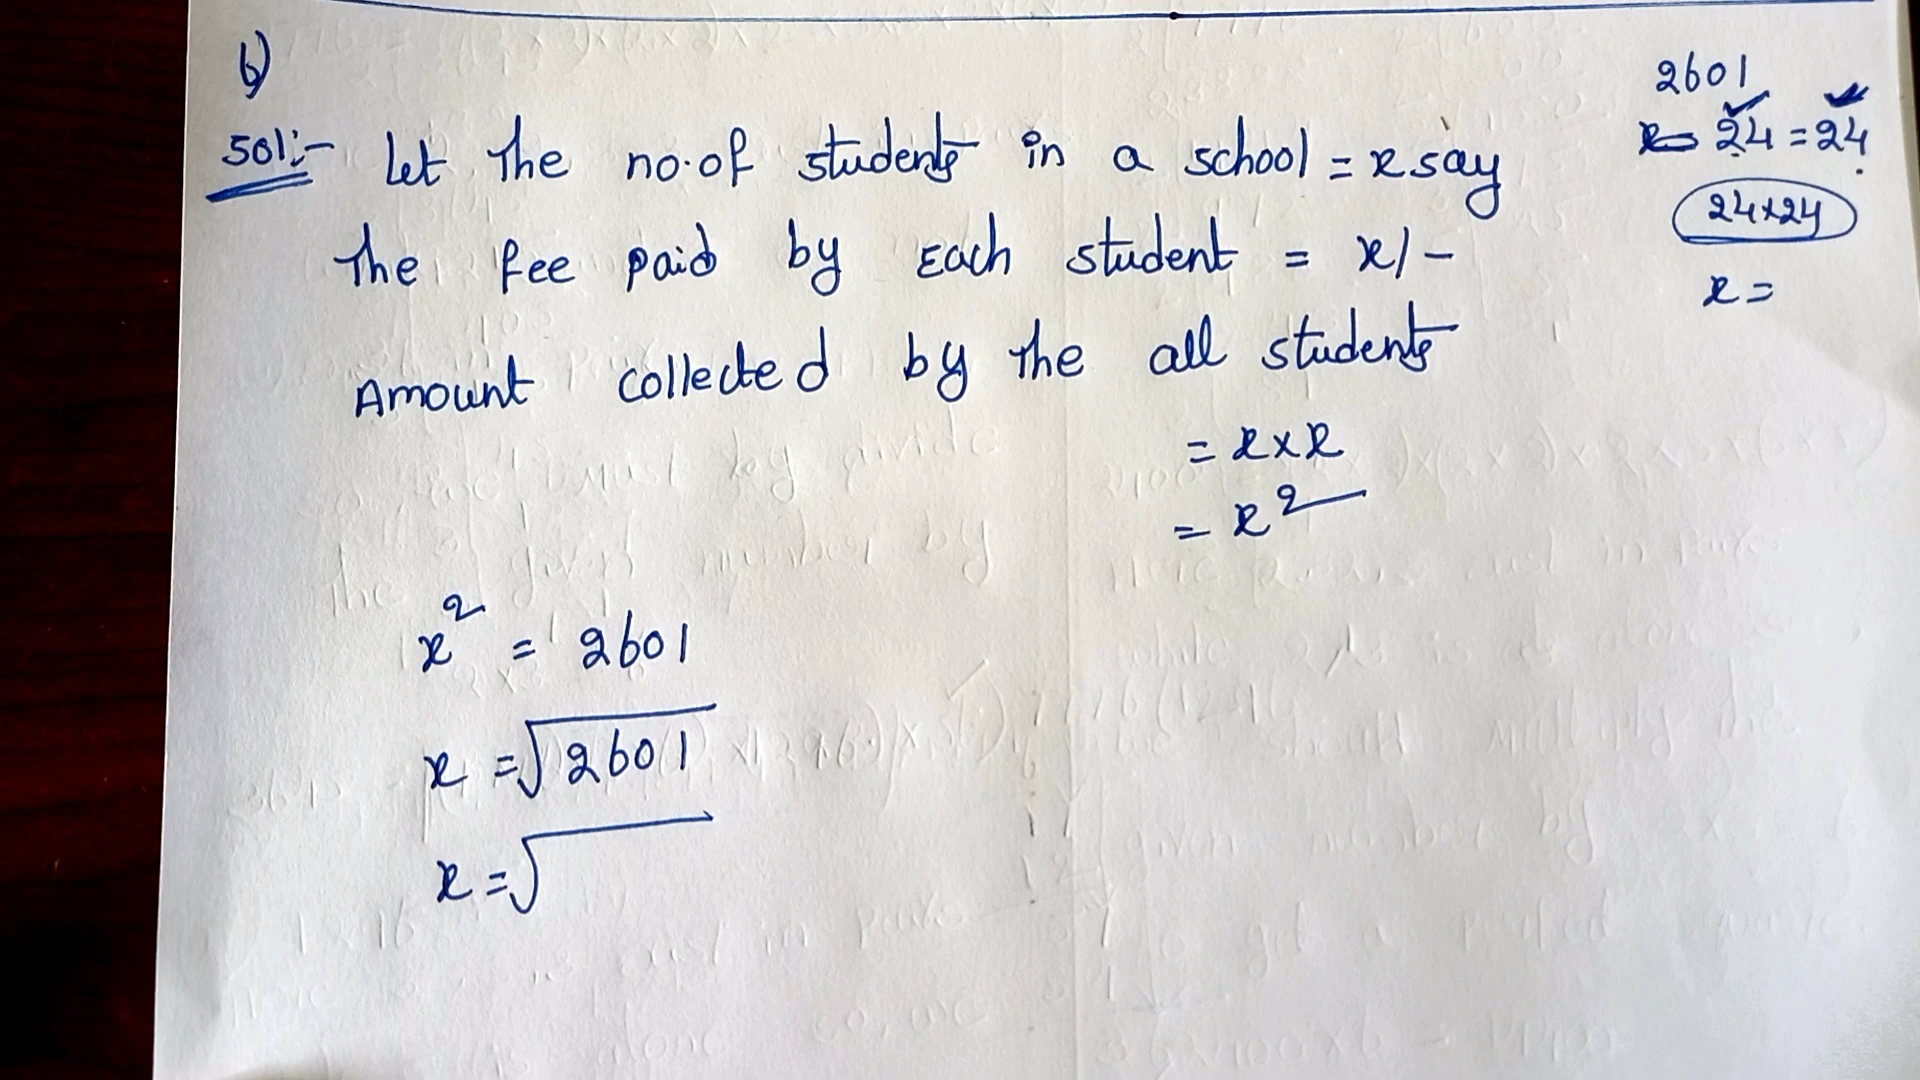 6)
Sol:- Let the no.of students in a school = x say
The fee paid by Each student = x/-
Amount collected by the all students
= x×x
= x²
x² = 2601
x = √2601
x = √
2601
24 = 24
24×24
x =